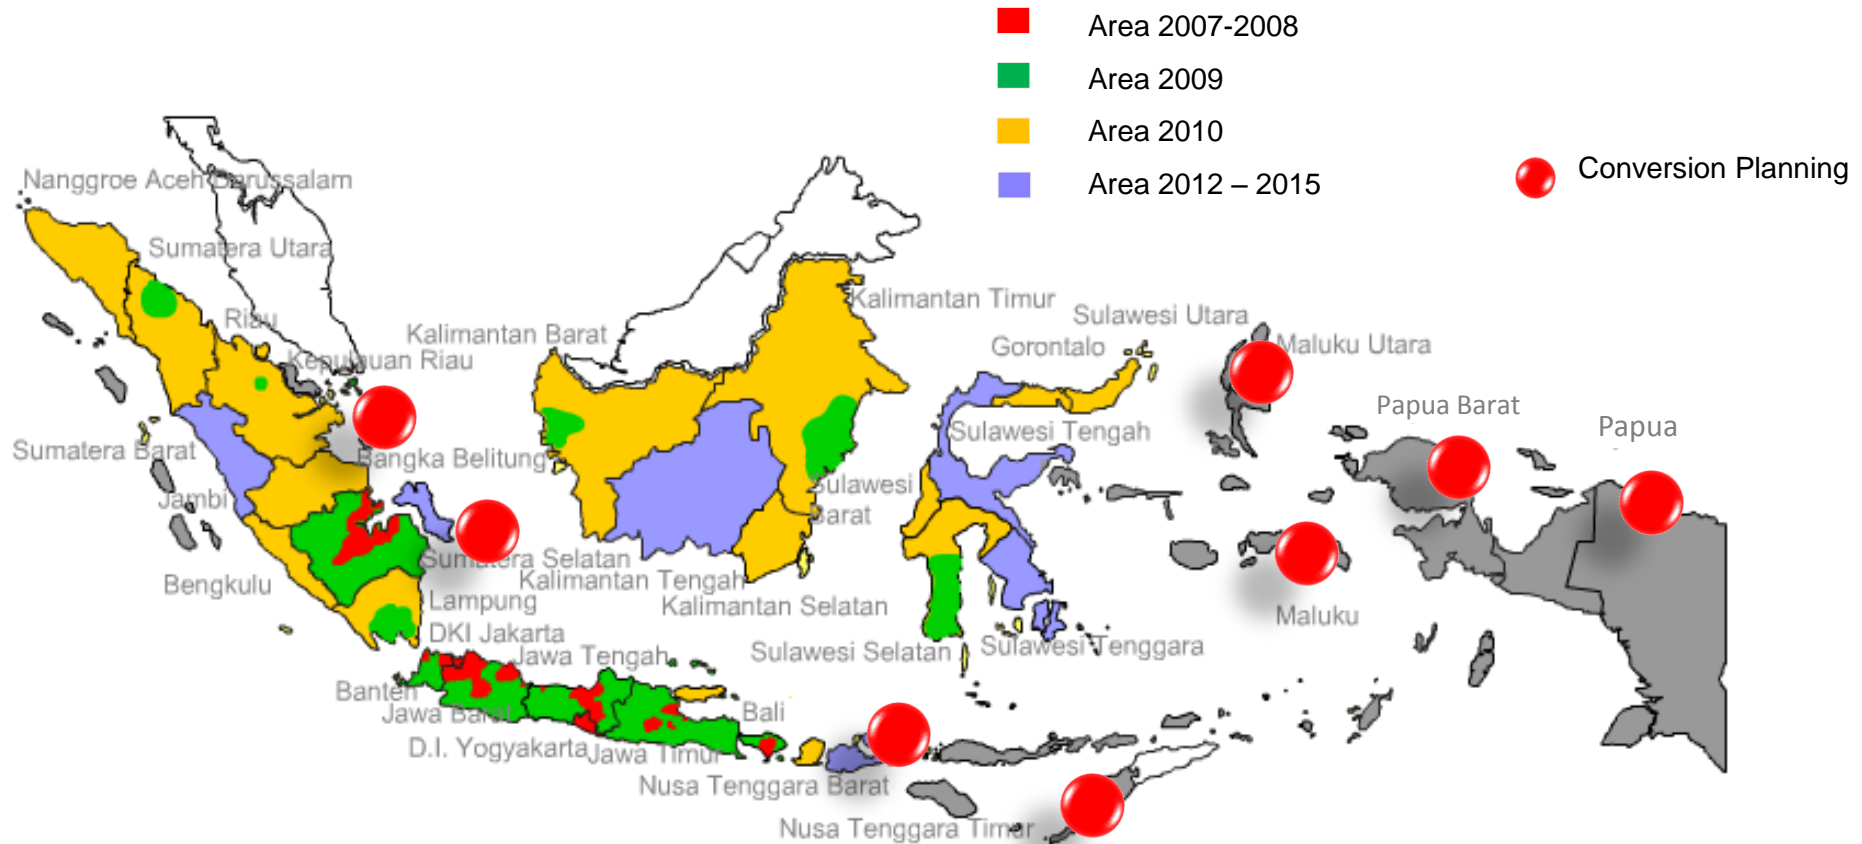 Area 2007-2008
Area 2009
Area 2010
Area 2012 – 2015
Conversion Planning
Nanggroe Aceh Darussalam
Sumatera Utara
Riau
Kepulauan Riau
Kalimantan Barat
Kalimantan Timur
Sulawesi Utara
Gorontalo
Maluku Utara
Papua Barat
Papua
Sumatera Barat
Bangka Belitung
Sulawesi Tengah
Jambi
Sulawesi
Barat
Sumatera Selatan
Bengkulu
Kalimantan Tengah
Lampung
Kalimantan Selatan
Maluku
DKI Jakarta
Jawa Tengah
Sulawesi Selatan
Sulawesi Tenggara
Banten
Jawa Barat
Bali
D.I. Yogyakarta
Jawa Timur
Nusa Tenggara Barat
Nusa Tenggara Timur